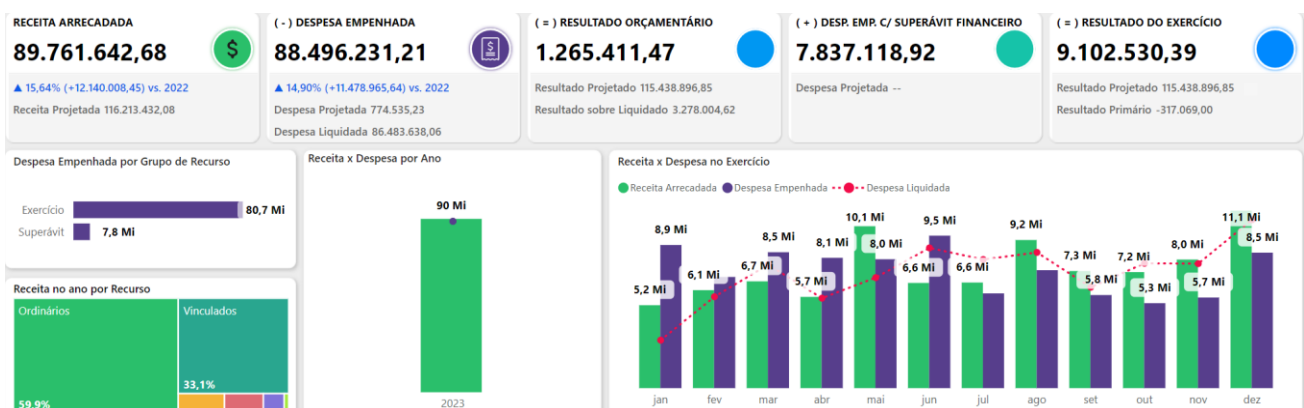 RECEITA ARRECADADA
89.761.642,68
▲ 15,64% (+12.140.008,45) vs. 2022
Receita Projetada 116.213.432,08
( - ) DESPESA EMPENHADA
88.496.231,21
▲ 14,90% (+11.478.965,64) vs. 2022
Despesa Projetada 774.535,23
Despesa Liquidada 86.483.638,06
( = ) RESULTADO ORÇAMENTÁRIO
1.265.411,47
Resultado Projetado 115.438.896,85
Resultado sobre Liquidado 3.278.004,62
( + ) DESP. EMP. C/ SUPERÁVIT FINANCEIRO
7.837.118,92
Despesa Projetada --
( = ) RESULTADO DO EXERCÍCIO
9.102.530,39
Resultado Projetado 115.438.896,85
Resultado Primário -317.069,00
Despesa Empenhada por Grupo de Recurso
Exercício 80,7 Mi
Superávit 7,8 Mi
Receita no ano por Recurso
Ordinários
59,9%
Vinculados
33,1%
Receita x Despesa por Ano
90 Mi
2023
Receita x Despesa no Exercício
Receita Arrecadada Despesa Empenhada Despesa Liquidada
5,2 Mi 8,9 Mi 6,1 Mi 6,7 Mi 8,5 Mi 5,7 Mi 8,1 Mi 10,1 Mi 8,0 Mi 6,6 Mi 9,5 Mi 6,6 Mi 9,2 Mi 7,3 Mi 5,8 Mi 7,2 Mi 5,3 Mi 8,0 Mi 5,7 Mi 11,1 Mi 8,5 Mi
jan fev mar abr mai jun jul ago set out nov dez